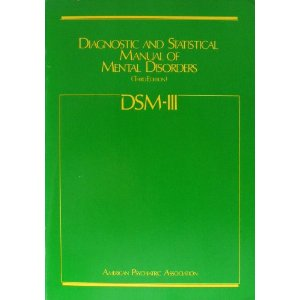 DIAGNOSTIC AND STATISTICAL
MANUAL OF
MENTAL DISORDERS
(THIRD EDITION)
DSM-III
AMERICAN PSYCHIATRIC ASSOCIATION